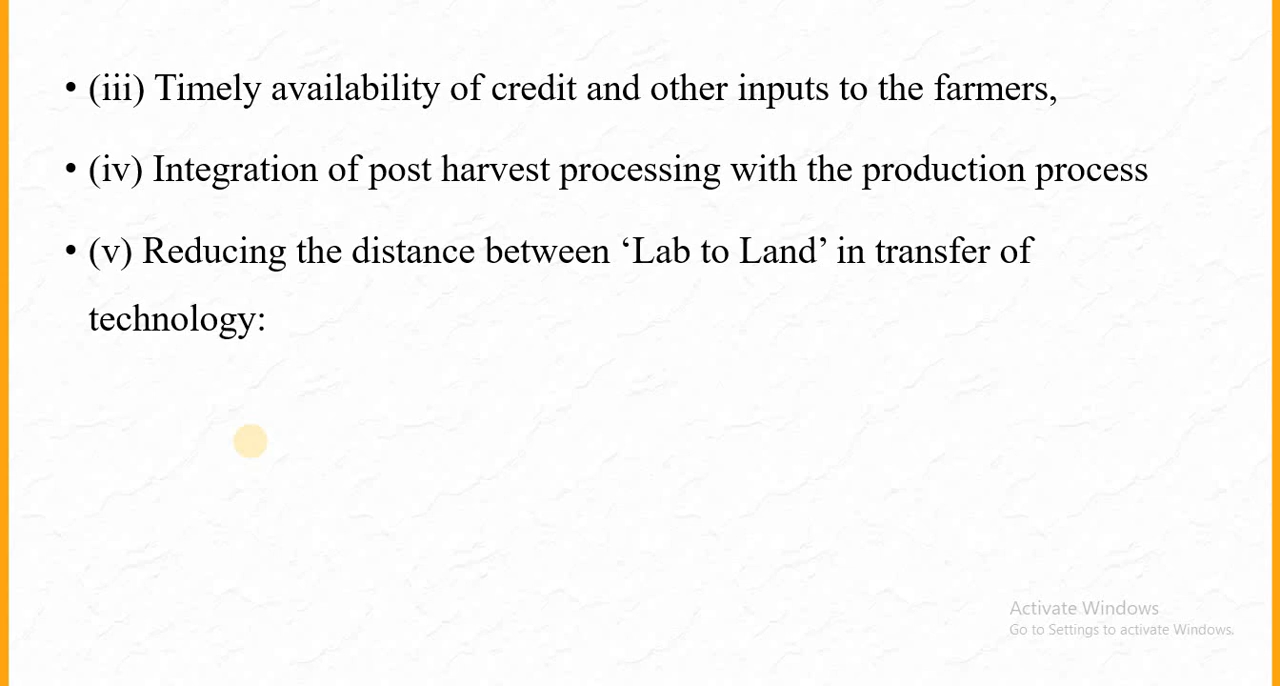 • (iii) Timely availability of credit and other inputs to the farmers,
• (iv) Integration of post harvest processing with the production process
• (v) Reducing the distance between ‘Lab to Land’ in transfer of
technology:
Activate Windows
Go to Settings to activate Windows.